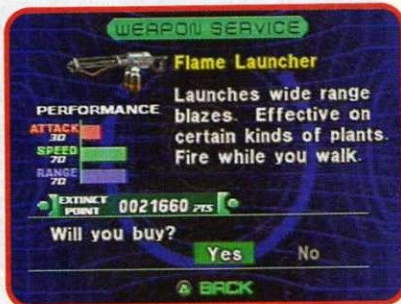 WEAPON SERVICE
Flame Launcher
Launches wide range
blazes. Effective on
certain kinds of plants.
Fire while you walk.
PERFORMANCE
ATTACK
30
SPEED
70
RANGE
70
EXTINCT
POINT 0021660 PTS
Will you buy?
Yes No
BACK